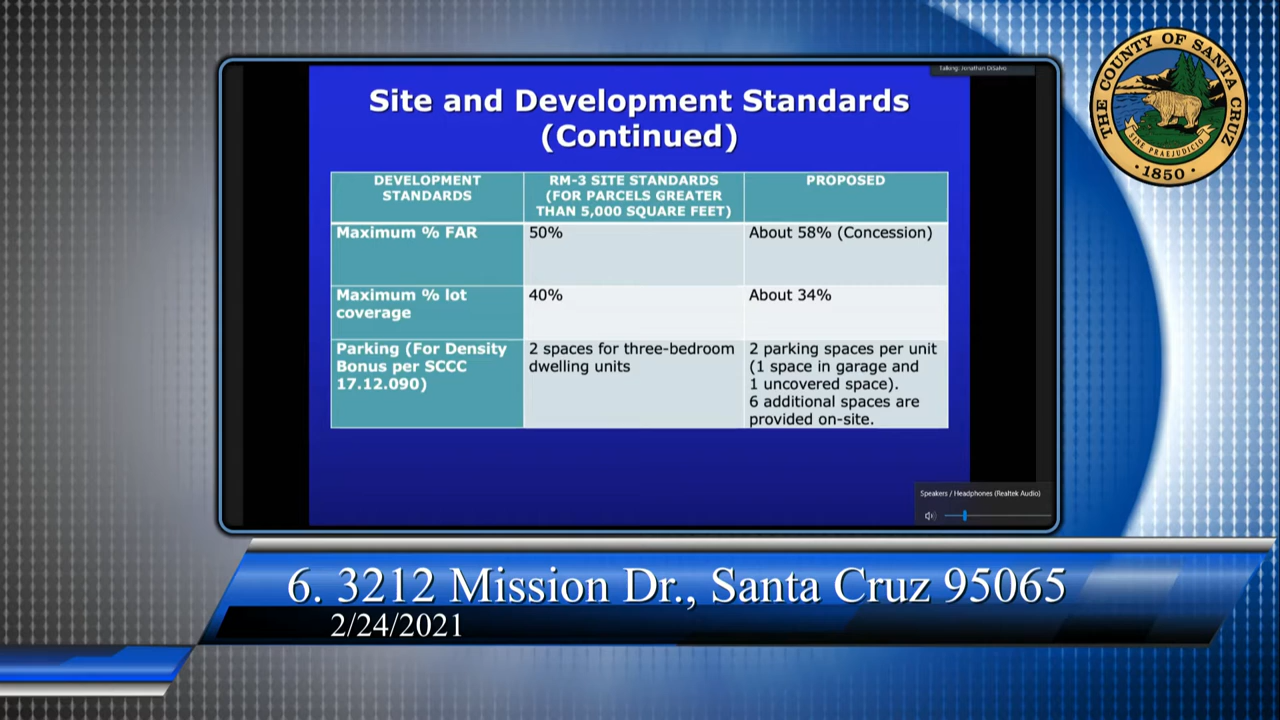 Talking: Jonathan DiSalvo
THE COUNTY OF SANTA CRUZ
SINE PRAEJUDICIO
• 1850 •
Site and Development Standards
(Continued)
DEVELOPMENT
STANDARDS
RM-3 SITE STANDARDS
(FOR PARCELS GREATER
THAN 5,000 SQUARE FEET)
PROPOSED
Maximum % FAR
50%
About 58% (Concession)
Maximum % lot
coverage
40%
About 34%
Parking (For Density
Bonus per SCCC
17.12.090)
2 spaces for three-bedroom
dwelling units
2 parking spaces per unit
(1 space in garage and
1 uncovered space).
6 additional spaces are
provided on-site.
Speakers / Headphones (Realtek Audio)
6. 3212 Mission Dr., Santa Cruz 95065
2/24/2021